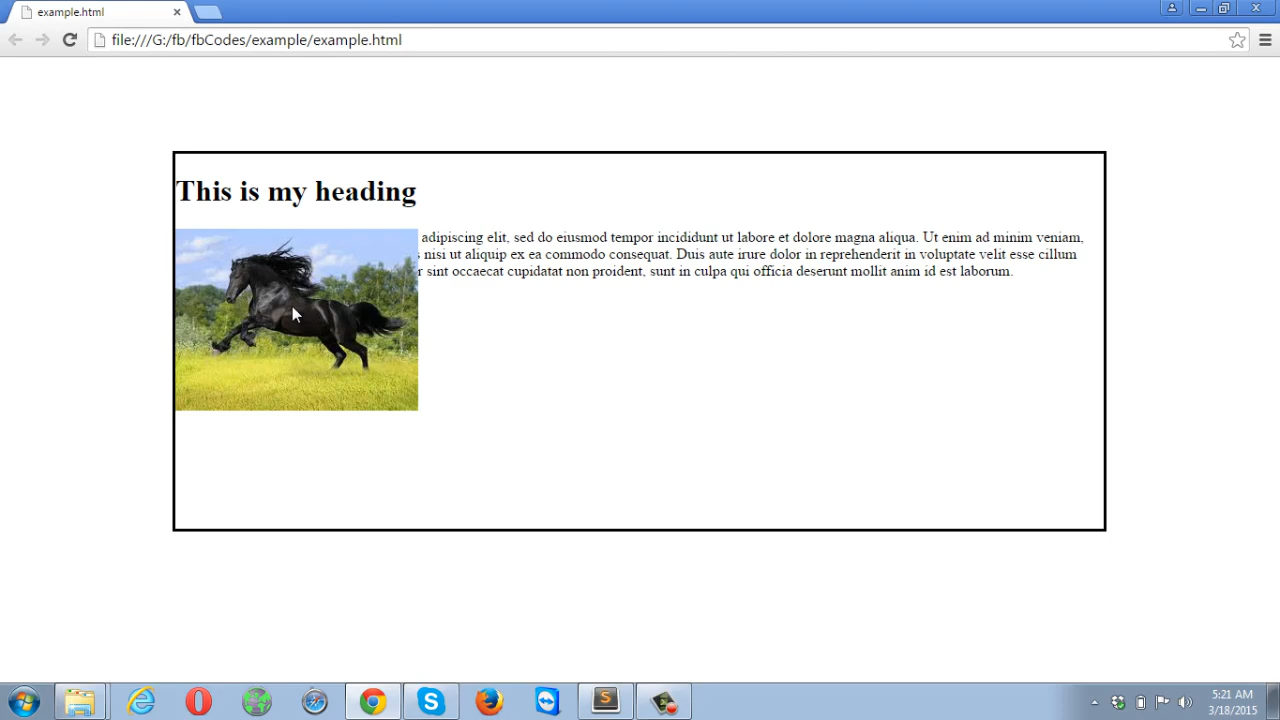 example.html
file:///G:/fb/fbCodes/example/example.html
This is my heading
adipiscing elit, sed do eiusmod tempor incididunt ut labore et dolore magna aliqua. Ut enim ad minim veniam,
nisi ut aliquip ex ea commodo consequat. Duis aute irure dolor in reprehenderit in voluptate velit esse cillum
sint occaecat cupidatat non proident, sunt in culpa qui officia deserunt mollit anim id est laborum.
5:21 AM
3/18/2015